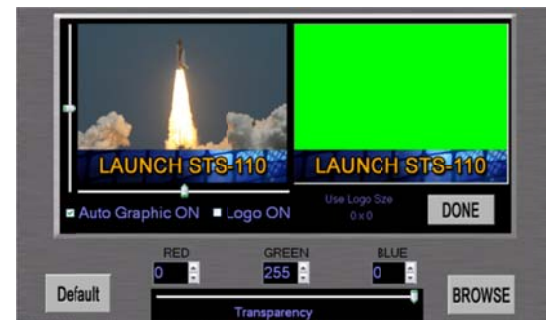 LAUNCH STS-110
LAUNCH STS-110
Auto Graphic ON
Logo ON
Use Logo Sze
0 x 0
DONE
RED
GREEN
BLUE
0
255
0
Default
BROWSE
Transparency